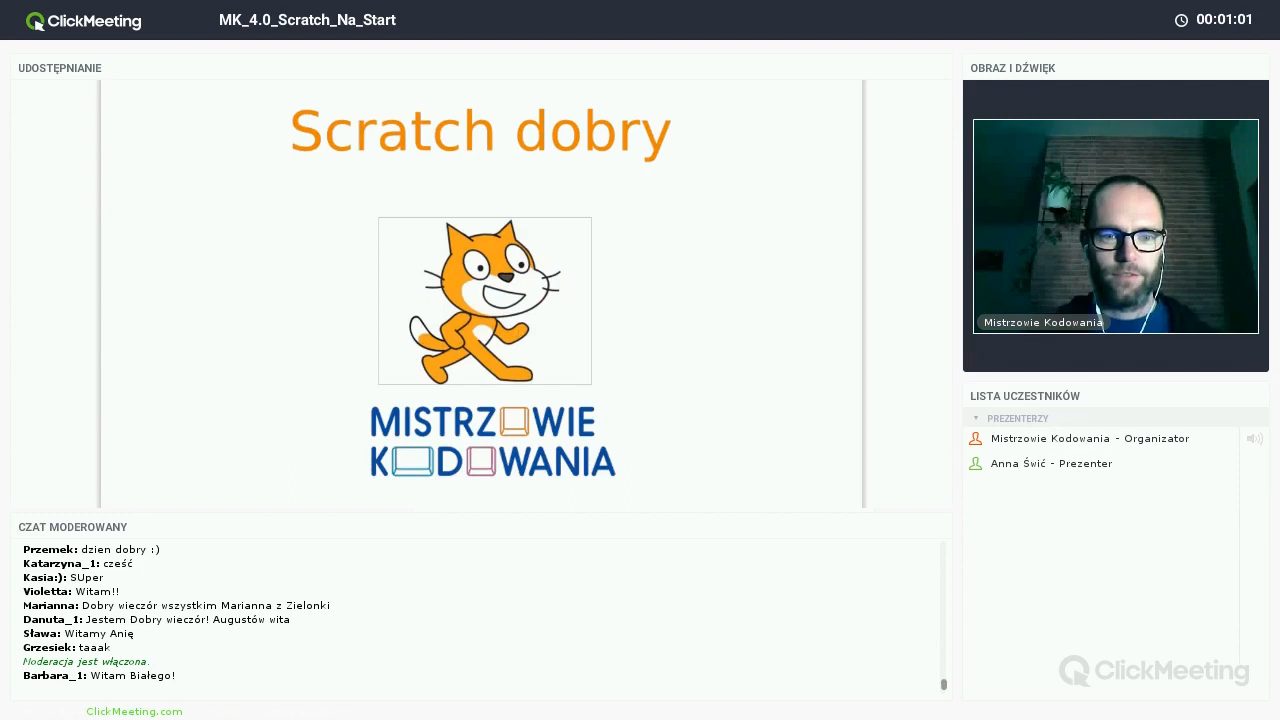 ClickMeeting
MK_4.0_Scratch_Na_Start
00:01:01
UDOSTĘPNIANIE
Scratch dobry
MISTRZOWIE
KODOWANIA
OBRAZ I DŹWIĘK
Mistrzowie Kodowania
LISTA UCZESTNIKÓW
PREZENTERZY
Mistrzowie Kodowania - Organizator
Anna Świć - Prezenter
CZAT MODEROWANY
Przemek: dzien dobry :)
Katarzyna_1: cześć
Kasia:): SUper
Violetta: Witam!!
Marianna: Dobry wieczór wszystkim Marianna z Zielonki
Danuta_1: Jestem Dobry wieczór! Augustów wita
Sława: Witamy Anię
Grzesiek: taaak
Moderacja jest włączona.
Barbara_1: Witam Białego!
ClickMeeting
ClickMeeting.com